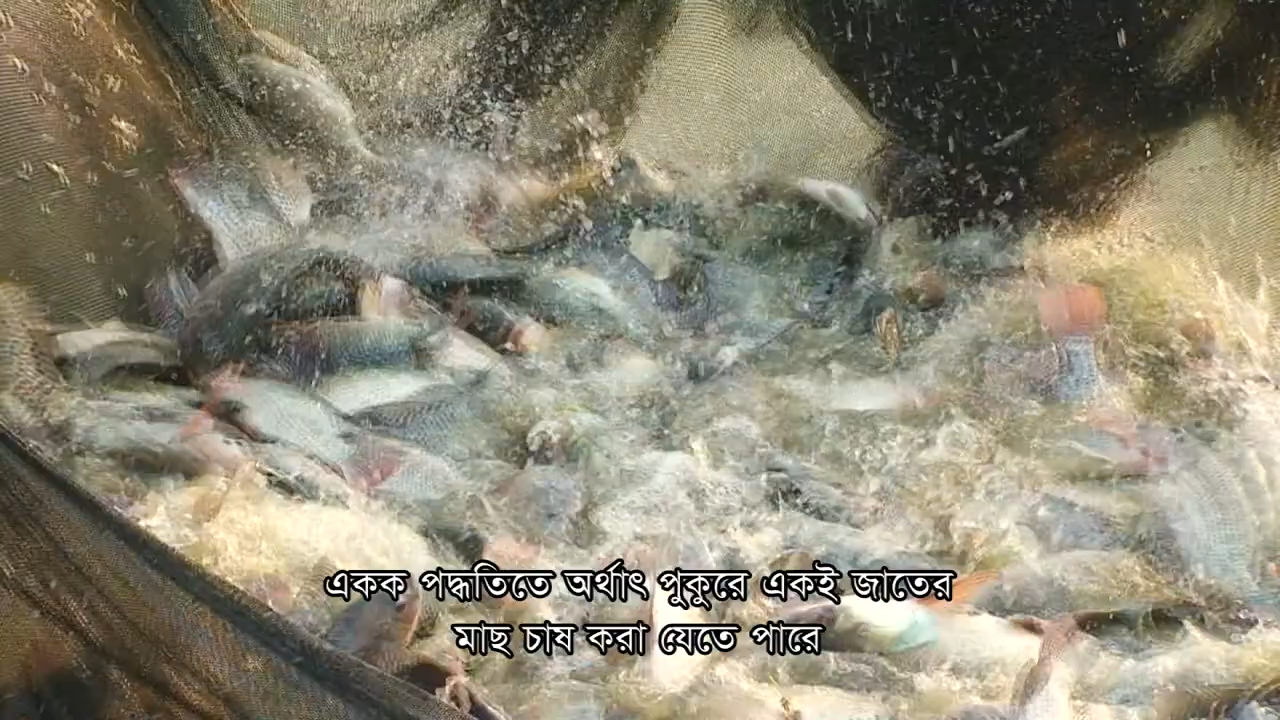 একক পদ্ধতিতে অর্থাৎ পুকুরে একই জাতের
মাছ চাষ করা যেতে পারে